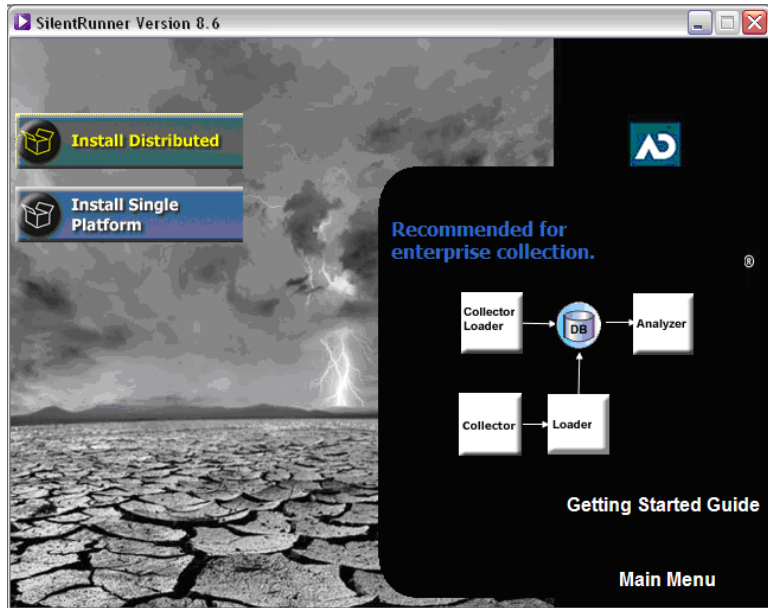 SilentRunner Version 8.6
Install Distributed
Install Single
Platform
Recommended for
enterprise collection.
®
Collector
Loader
DB
Analyzer
Collector
Loader
Getting Started Guide
Main Menu